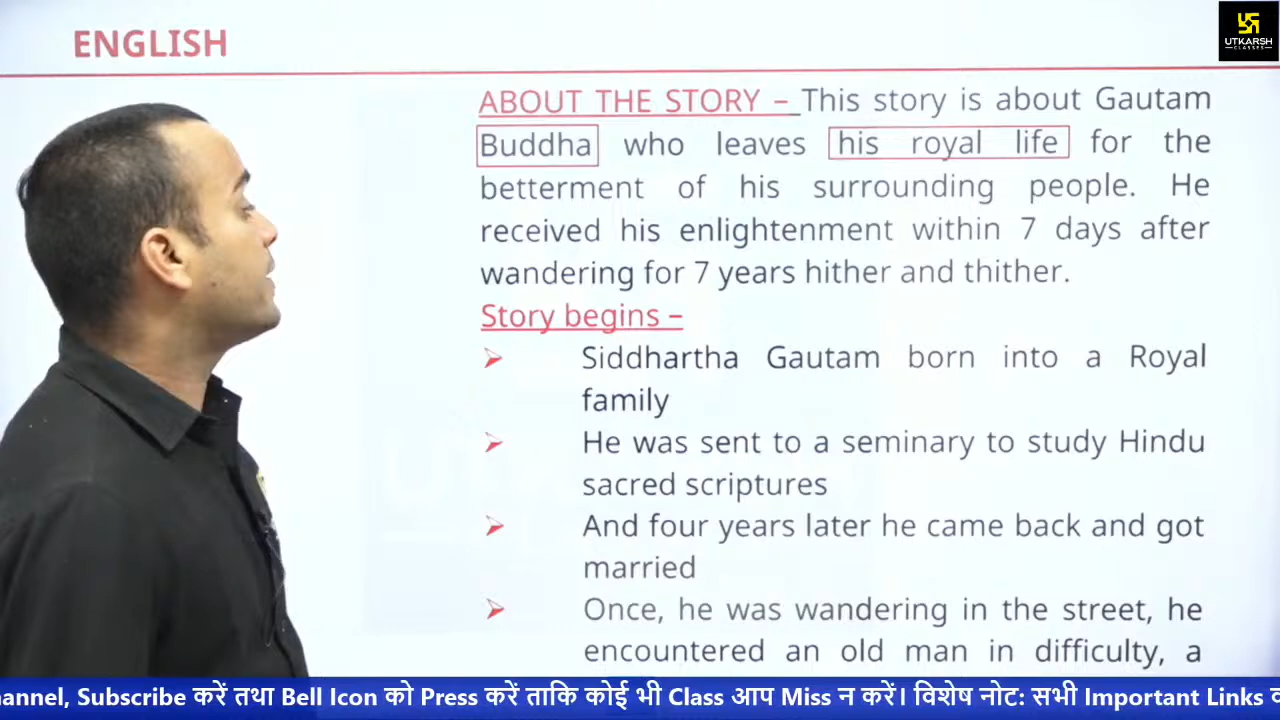 ENGLISH
UTKARSH
CLASSES
ABOUT THE STORY – This story is about Gautam
Buddha who leaves his royal life for the
betterment of his surrounding people. He
received his enlightenment within 7 days after
wandering for 7 years hither and thither.
Story begins –
➢ Siddhartha Gautam born into a Royal
family
➢ He was sent to a seminary to study Hindu
sacred scriptures
➢ And four years later he came back and got
married
➢ Once, he was wandering in the street, he
encountered an old man in difficulty, a
Subscribe करें तथा Bell Icon को Press करें ताकि कोई भी Class आप Miss न करें। विशेष नोट: सभी Important Links